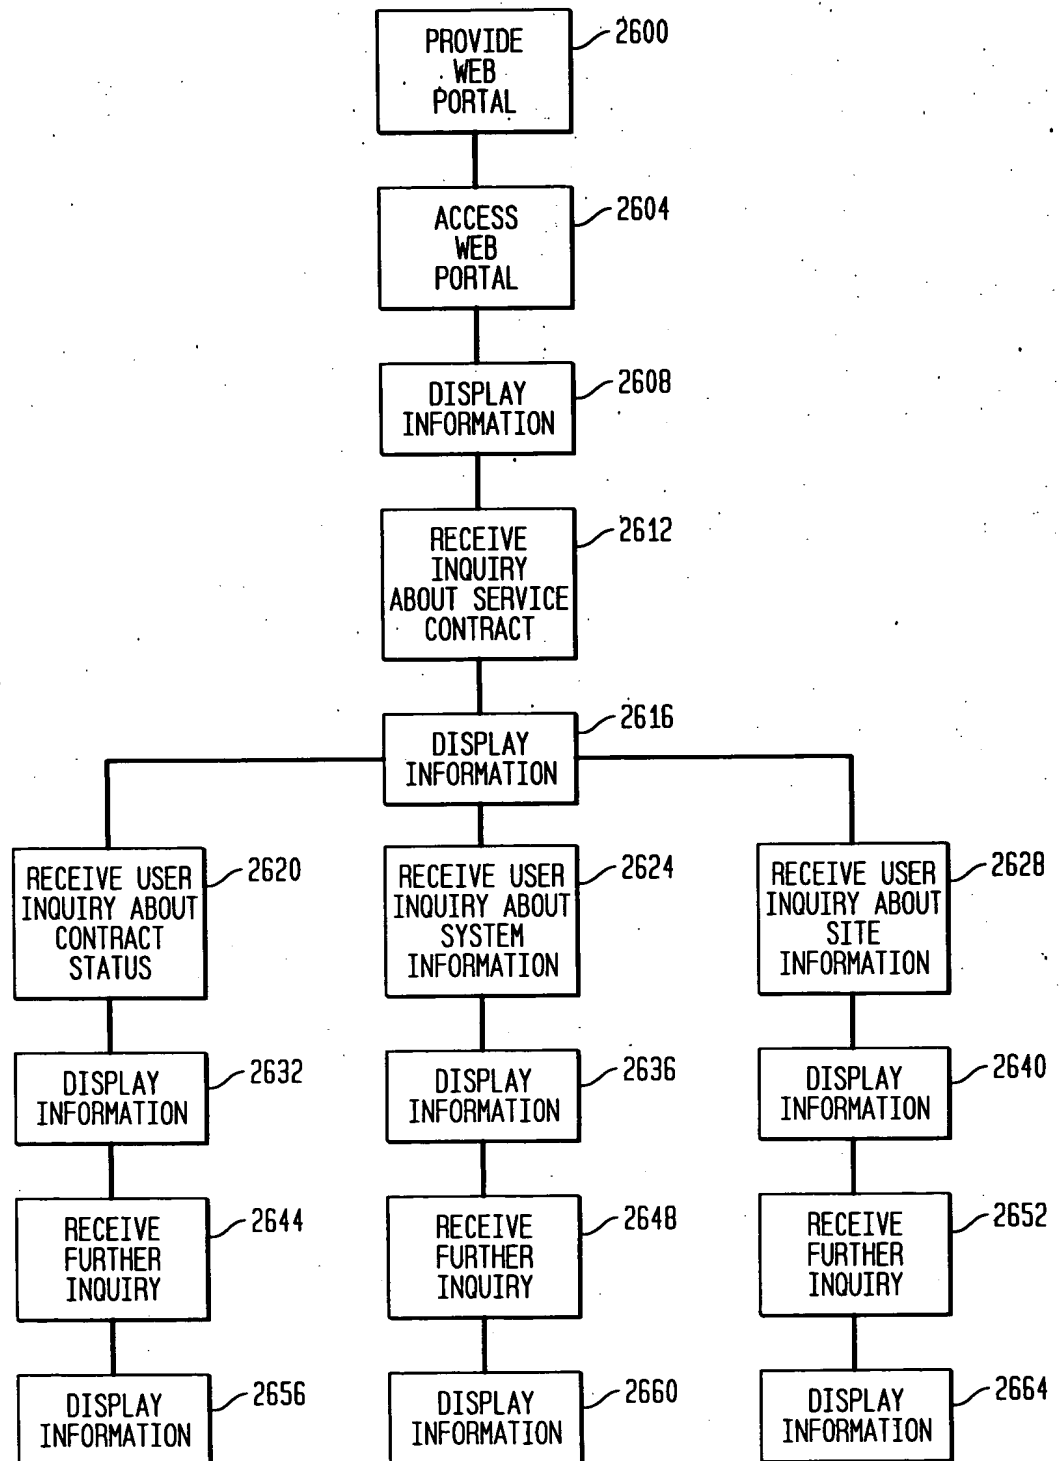 PROVIDE
WEB
PORTAL
2600
ACCESS
WEB
PORTAL
2604
DISPLAY
INFORMATION
2608
RECEIVE
INQUIRY
ABOUT SERVICE
CONTRACT
2612
DISPLAY
INFORMATION
2616
RECEIVE USER
INQUIRY ABOUT
CONTRACT
STATUS
2620
RECEIVE USER
INQUIRY ABOUT
SYSTEM
INFORMATION
2624
RECEIVE USER
INQUIRY ABOUT
SITE
INFORMATION
2628
DISPLAY
INFORMATION
2632
DISPLAY
INFORMATION
2636
DISPLAY
INFORMATION
2640
RECEIVE
FURTHER
INQUIRY
2644
RECEIVE
FURTHER
INQUIRY
2648
RECEIVE
FURTHER
INQUIRY
2652
DISPLAY
INFORMATION
2656
DISPLAY
INFORMATION
2660
DISPLAY
INFORMATION
2664